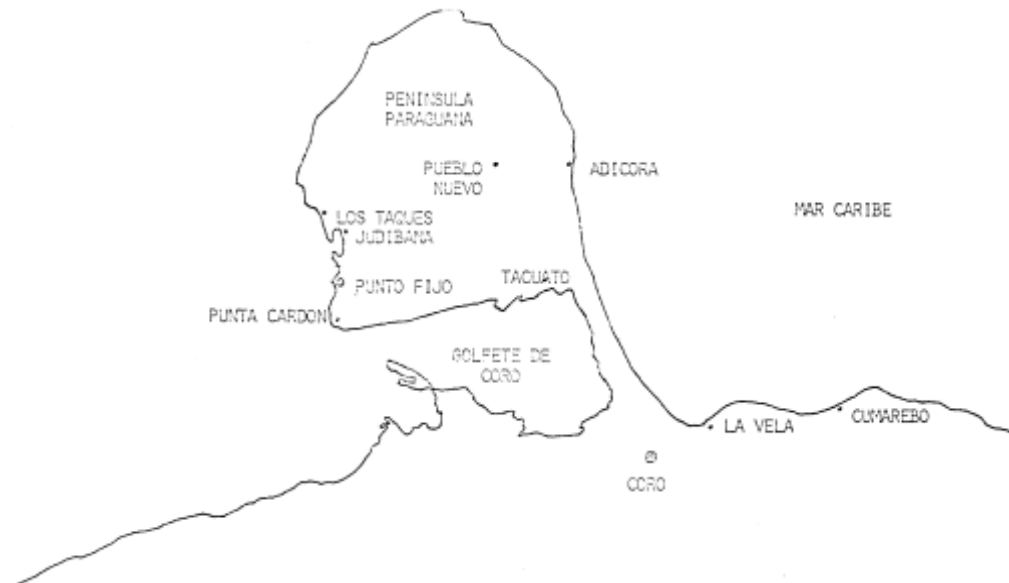 PENINSULA
PARAGUANA
PUEBLO
NUEVO
ADICORA
MAR CARIBE
LOS TAQUES
JUDIBANA
PUNTO FIJO
TACUATO
PUNTA CARDON
GOLFETE DE
CORO
LA VELA
CUMAREBO
CORO